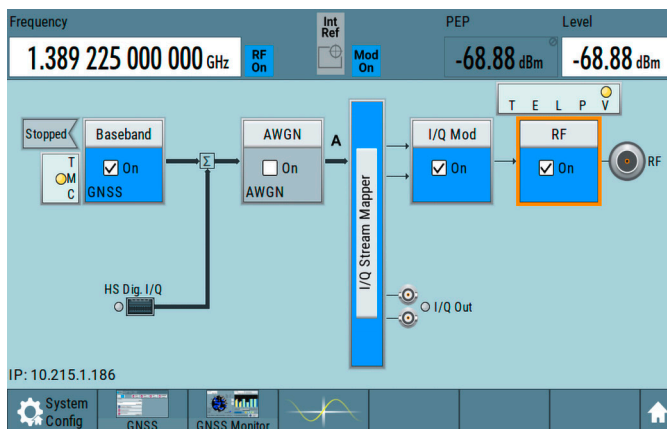 Frequency
Int
Ref
PEP
Level
1.389 225 000 000 GHz
RF
On
Mod
On
-68.88 dBm
-68.88 dBm
T E L P V
Stopped
Baseband
AWGN
A
I/Q Mod
RF
T
M
C
On
GNSS
Σ
On
AWGN
I/Q Stream Mapper
On
On
RF
HS Dig. I/Q
I/Q Out
IP: 10.215.1.186
System
Config
GNSS
GNSS Monitor